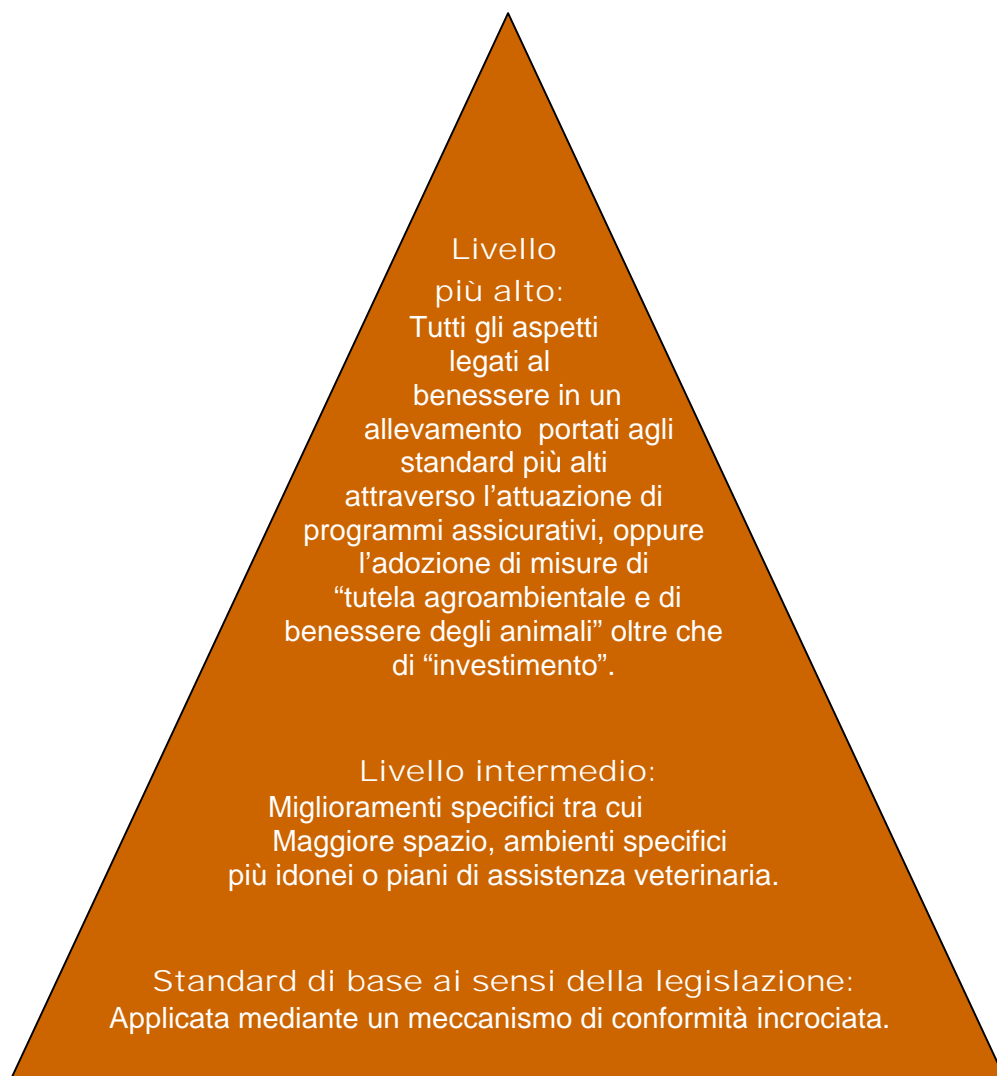 Livello
più alto:
Tutti gli aspetti
legati al
benessere in un
allevamento portati agli
standard più alti
attraverso l’attuazione di
programmi assicurativi, oppure
l’adozione di misure di
“tutela agroambientale e di
benessere degli animali” oltre che
di “investimento”.
Livello intermedio:
Miglioramenti specifici tra cui
Maggiore spazio, ambienti specifici
più idonei o piani di assistenza veterinaria.
Standard di base ai sensi della legislazione:
Applicata mediante un meccanismo di conformità incrociata.